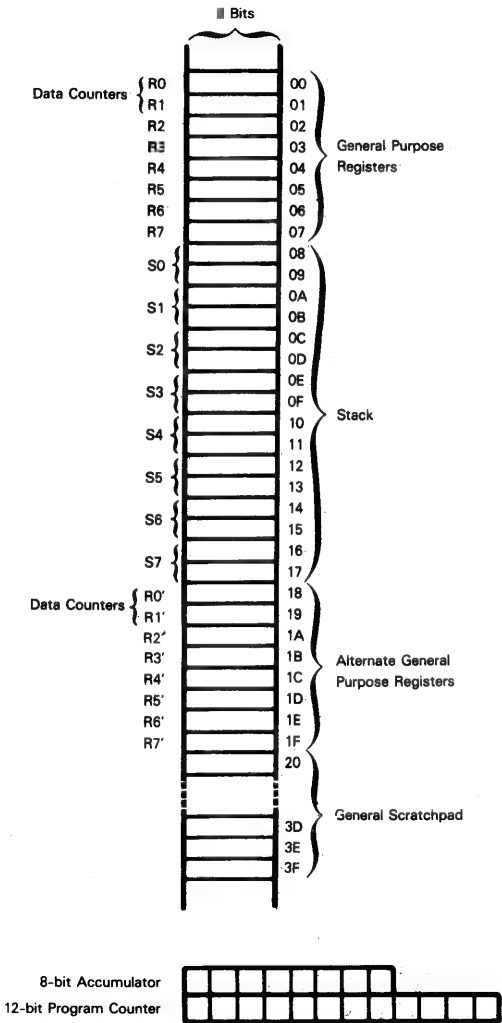 Bits
Data Counters
R0 00
R1 01
R2 02
R3 03
R4 04
R5 05
R6 06
R7 07
General Purpose
Registers
S0 08
09
S1 0A
0B
S2 0C
0D
S3 0E
0F
S4 10
11
S5 12
13
S6 14
15
S7 16
17
Stack
Data Counters
R0' 18
R1' 19
R2' 1A
R3' 1B
R4' 1C
R5' 1D
R6' 1E
R7' 1F
Alternate General
Purpose Registers
20
3D
3E
3F
General Scratchpad
8-bit Accumulator
12-bit Program Counter